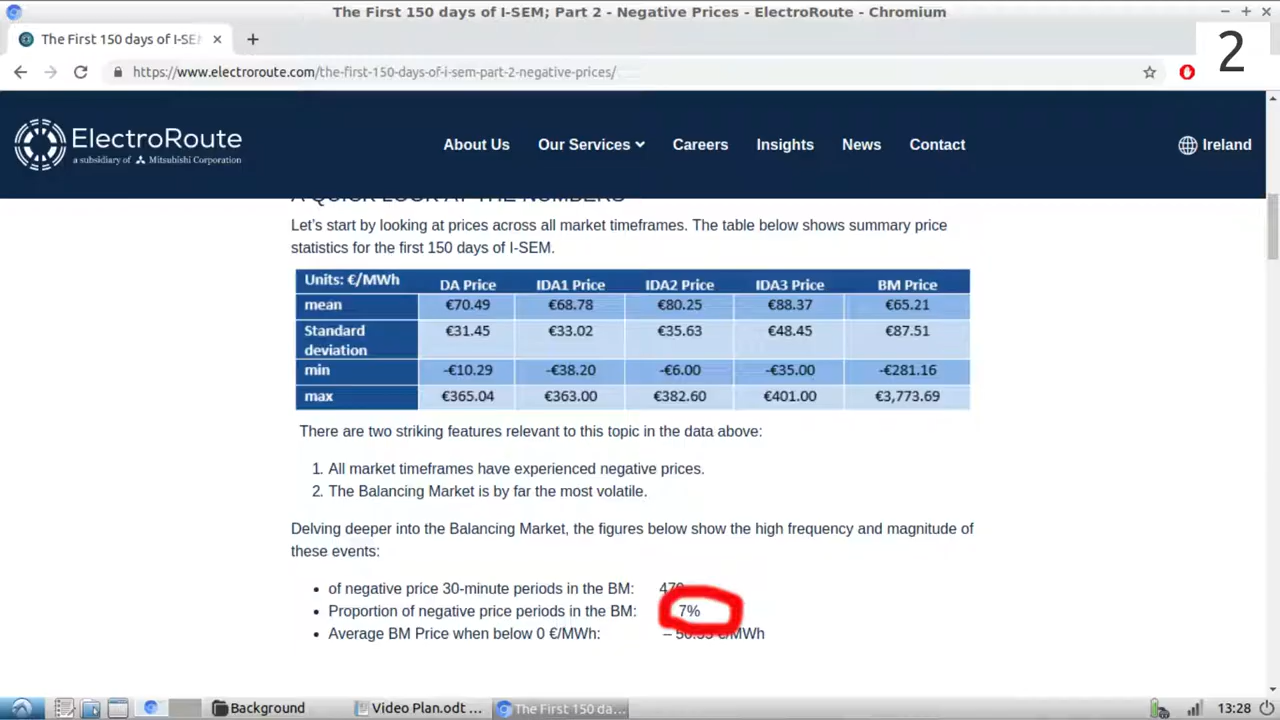 The First 150 days of I-SEM; Part 2 - Negative Prices - ElectroRoute - Chromium
The First 150 days of I-SE
2
https://www.electroroute.com/the-first-150-days-of-i-sem-part-2-negative-prices/
ElectroRoute
a subsidiary of Mitsubishi Corporation
About Us Our Services Careers Insights News Contact Ireland
A QUICK LOOK AT THE NUMBERS
Let's start by looking at prices across all market timeframes. The table below shows summary price
statistics for the first 150 days of I-SEM.
Units: €/MWh DA Price IDA1 Price IDA2 Price IDA3 Price BM Price
mean €70.49 €68.78 €80.25 €88.37 €65.21
Standard deviation €31.45 €33.02 €35.63 €48.45 €87.51
min -€10.29 -€38.20 -€6.00 -€35.00 -€281.16
max €365.04 €363.00 €382.60 €401.00 €3,773.69
There are two striking features relevant to this topic in the data above:
1. All market timeframes have experienced negative prices.
2. The Balancing Market is by far the most volatile.
Delving deeper into the Balancing Market, the figures below show the high frequency and magnitude of
these events:
• of negative price 30-minute periods in the BM:
• Proportion of negative price periods in the BM: 7%
• Average BM Price when below 0 €/MWh: €/MWh
Background Video Plan.odt ... The First 150 da... 13:28